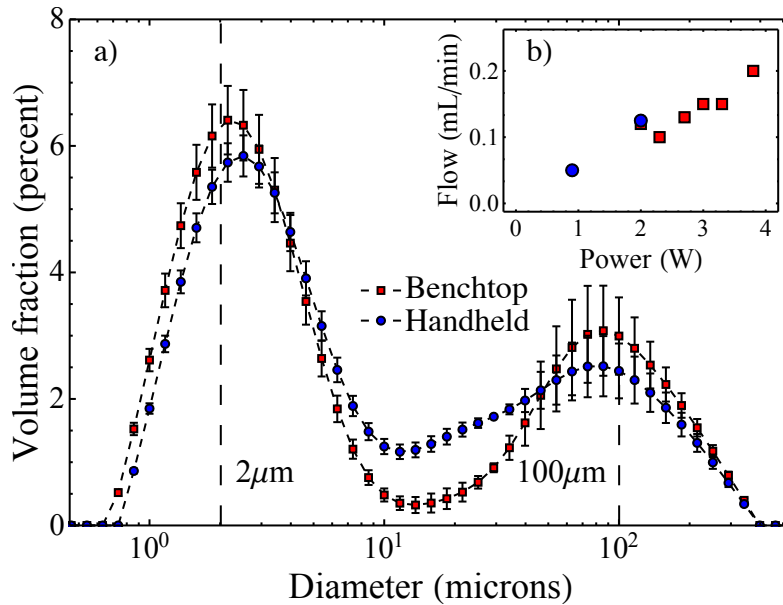 a)
b)
0.2
0.1
0.0
Flow (mL/min)
0
1
2
3
4
Power (W)
8
6
4
2
0
Volume fraction (percent)
Benchtop
Handheld
2μm
100μm
10⁰
10¹
10²
Diameter (microns)